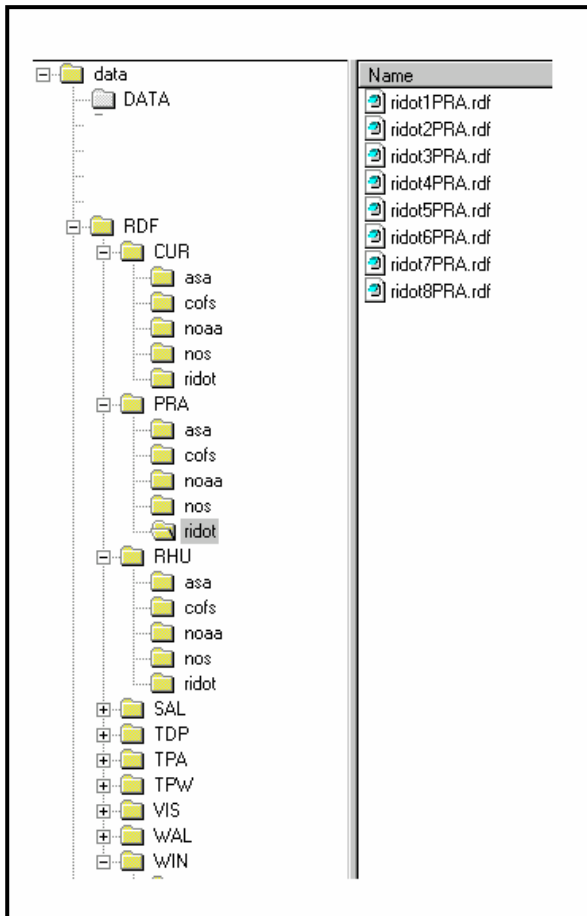 data
DATA
RDF
CUR
asa
cofs
noaa
nos
ridot
PRA
asa
cofs
noaa
nos
ridot
RHU
asa
cofs
noaa
nos
ridot
SAL
TDP
TPA
TPW
VIS
WAL
WIN
Name
ridot1PRA.rdf
ridot2PRA.rdf
ridot3PRA.rdf
ridot4PRA.rdf
ridot5PRA.rdf
ridot6PRA.rdf
ridot7PRA.rdf
ridot8PRA.rdf